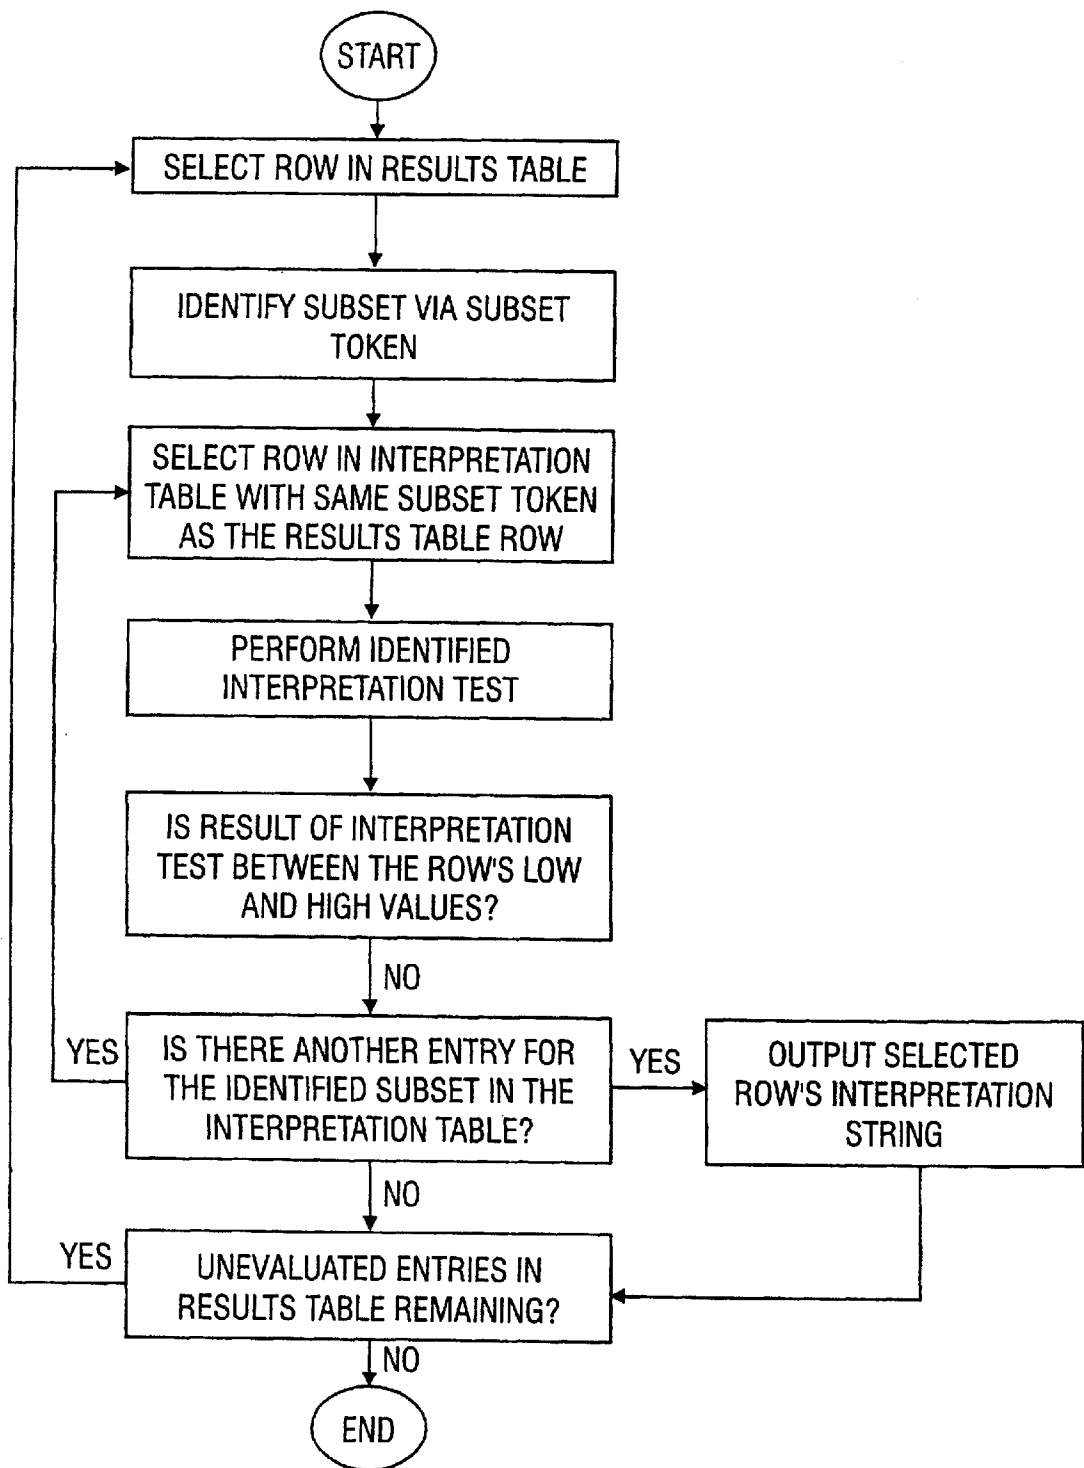 START
SELECT ROW IN RESULTS TABLE
IDENTIFY SUBSET VIA SUBSET
TOKEN
SELECT ROW IN INTERPRETATION
TABLE WITH SAME SUBSET TOKEN
AS THE RESULTS TABLE ROW
PERFORM IDENTIFIED
INTERPRETATION TEST
IS RESULT OF INTERPRETATION
TEST BETWEEN THE ROW'S LOW
AND HIGH VALUES?
NO
YES
IS THERE ANOTHER ENTRY FOR
THE IDENTIFIED SUBSET IN THE
INTERPRETATION TABLE?
YES
OUTPUT SELECTED
ROW'S INTERPRETATION
STRING
NO
YES
UNEVALUATED ENTRIES IN
RESULTS TABLE REMAINING?
NO
END